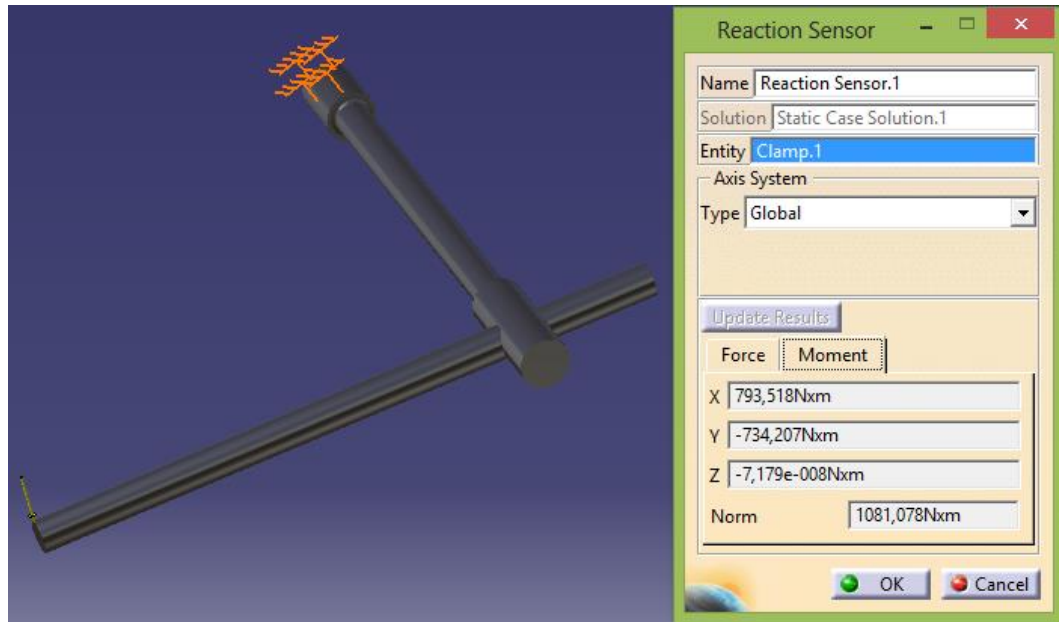 Reaction Sensor
Name Reaction Sensor.1
Solution Static Case Solution.1
Entity Clamp.1
Axis System
Type Global
Update Results
Force Moment
X 793,518Nxm
Y -734,207Nxm
Z -7,179e-008Nxm
Norm 1081,078Nxm
OK Cancel